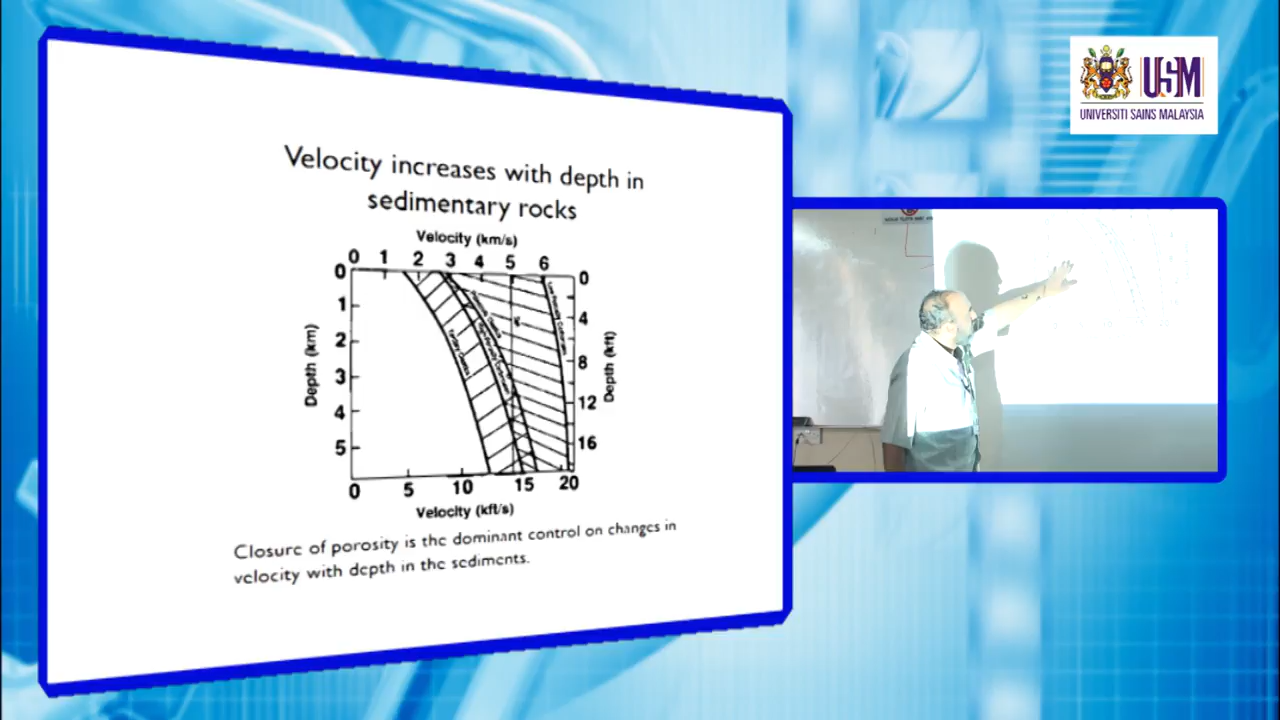 USM
UNIVERSITI SAINS MALAYSIA
Velocity increases with depth in
sedimentary rocks
Velocity (km/s)
0 1 2 3 4 5 6
0 1 2 3 4 5
Depth (km)
0 4 8 12 16
Depth (kft)
0 5 10 15 20
Velocity (kft/s)
Closure of porosity is the dominant control on changes in
velocity with depth in the sediments.